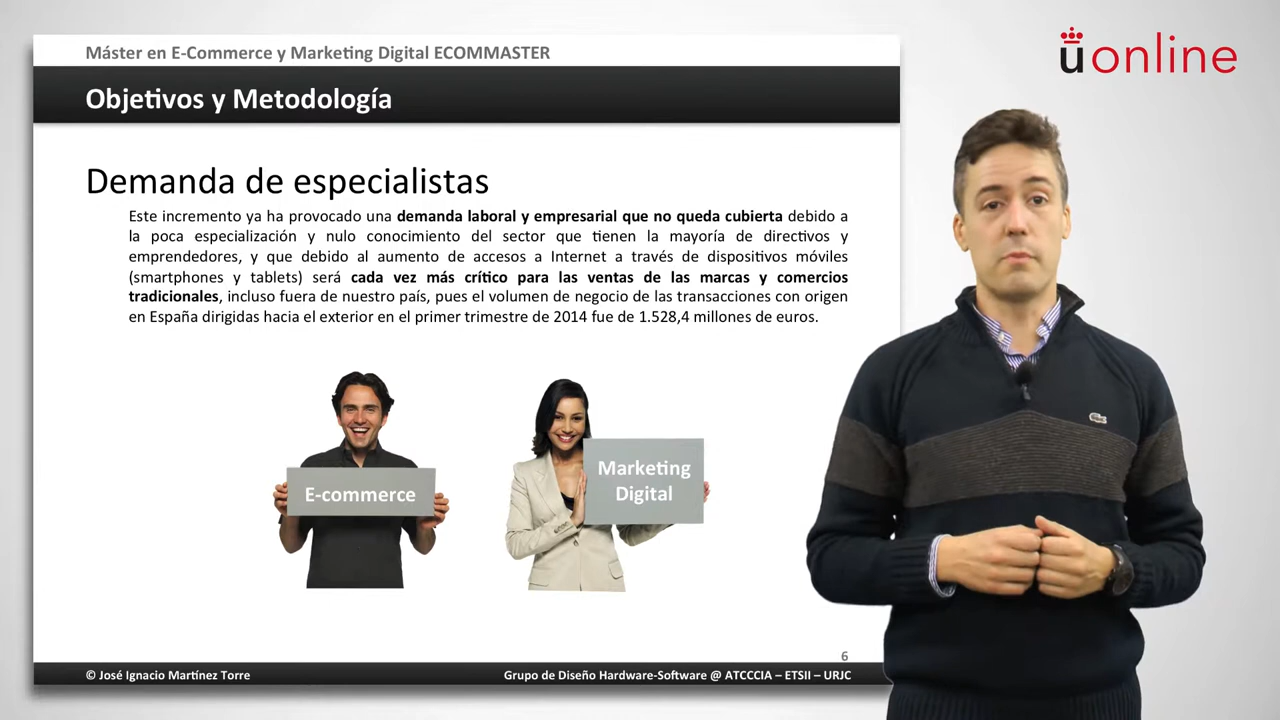 Máster en E-Commerce y Marketing Digital ECOMMASTER
Objetivos y Metodología
Demanda de especialistas
Este incremento ya ha provocado una demanda laboral y empresarial que no queda cubierta debido a
la poca especialización y nulo conocimiento del sector que tienen la mayoría de directivos y
emprendedores, y que debido al aumento de accesos a Internet a través de dispositivos móviles
(smartphones y tablets) será cada vez más crítico para las ventas de las marcas y comercios
tradicionales, incluso fuera de nuestro país, pues el volumen de negocio de las transacciones con origen
en España dirigidas hacia el exterior en el primer trimestre de 2014 fue de 1.528,4 millones de euros.
E-commerce
Marketing
Digital
6
© José Ignacio Martínez Torre
Grupo de Diseño Hardware-Software @ ATCCCIA – ETSII – URJC
uonline